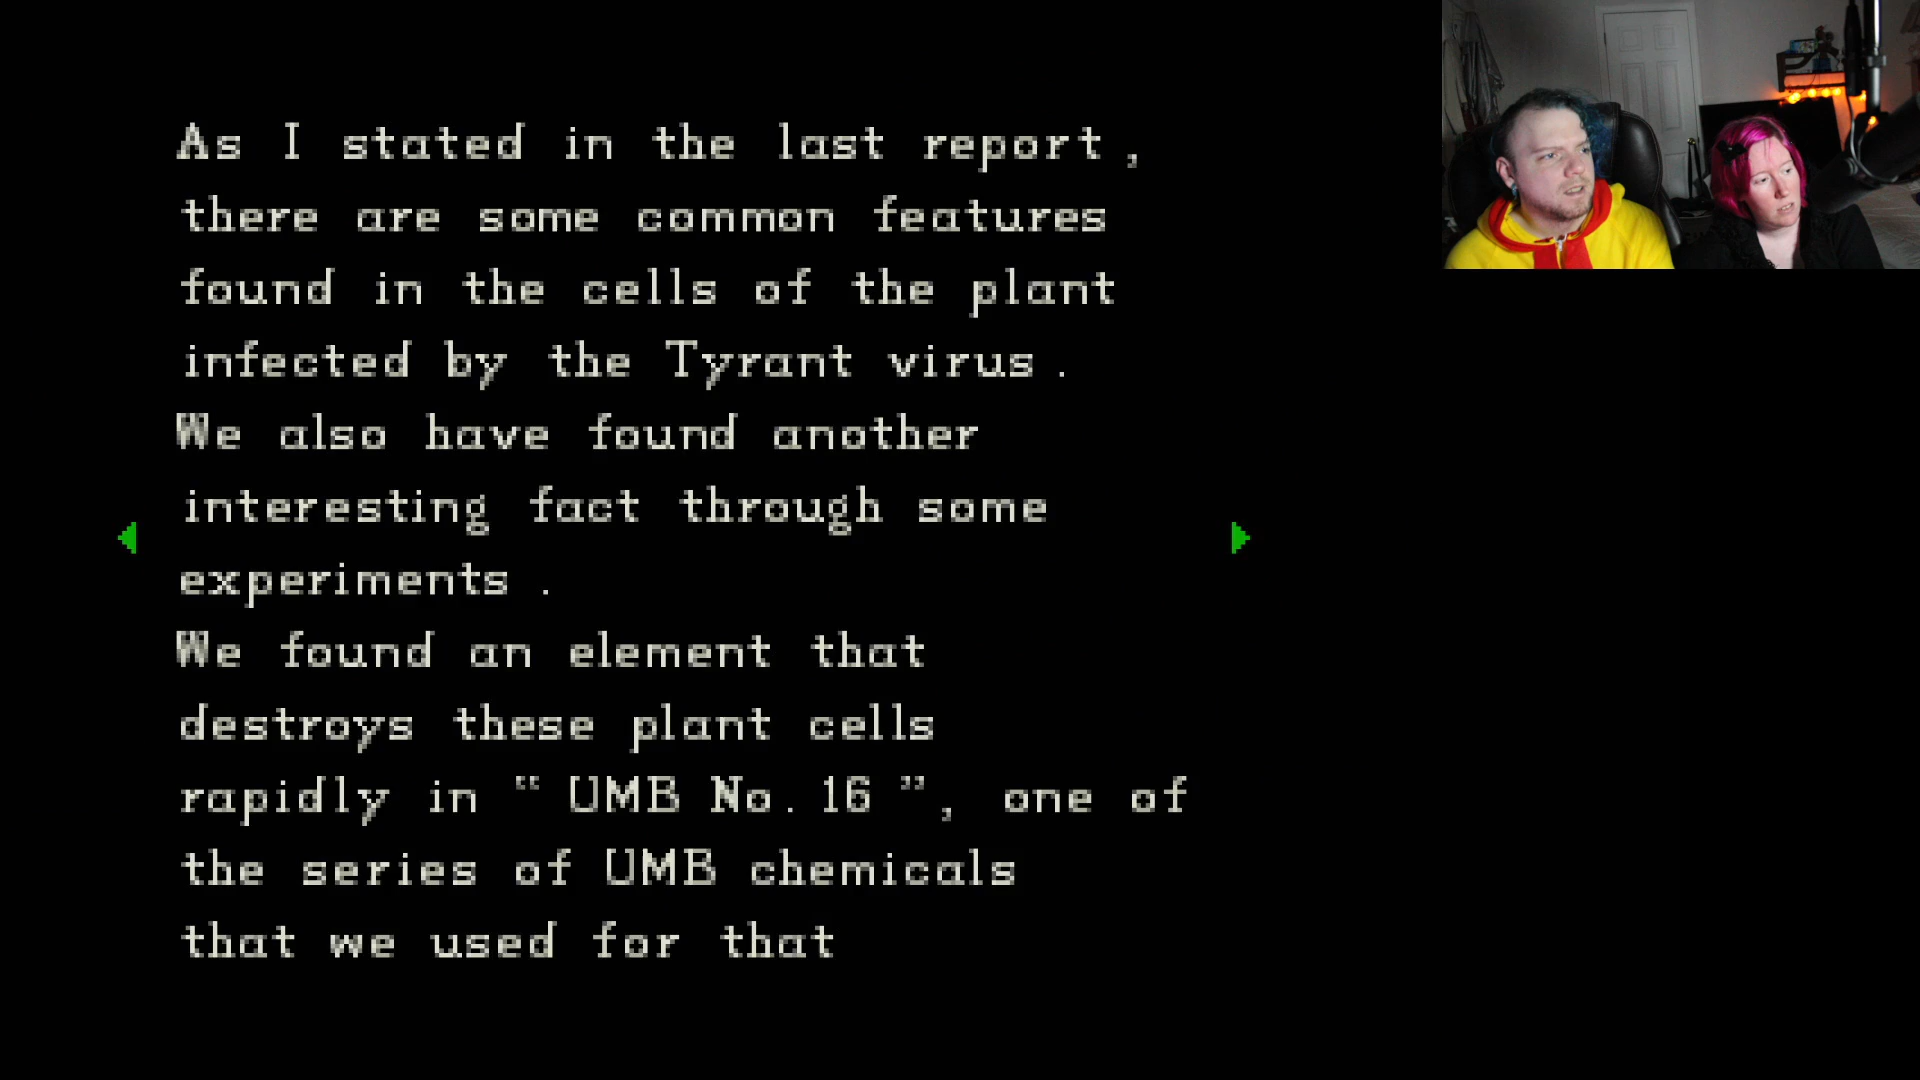 As I stated in the last report,
there are some common features
found in the cells of the plant
infected by the Tyrant virus.
We also have found another
interesting fact through some
experiments.
We found an element that
destroys these plant cells
rapidly in “UMB No.16”, one of
the series of UMB chemicals
that we used for that